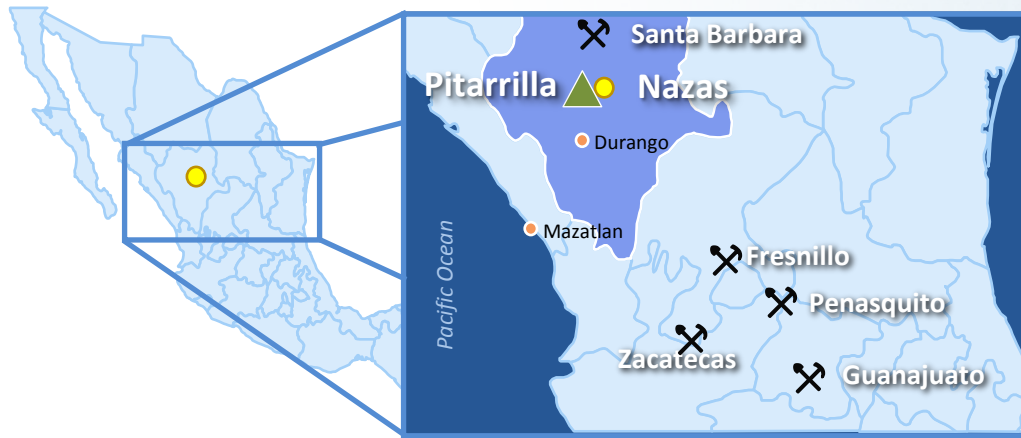 Santa Barbara
Pitarrilla
Nazas
Durango
Mazatlan
Pacific Ocean
Fresnillo
Penasquito
Zacatecas
Guanajuato